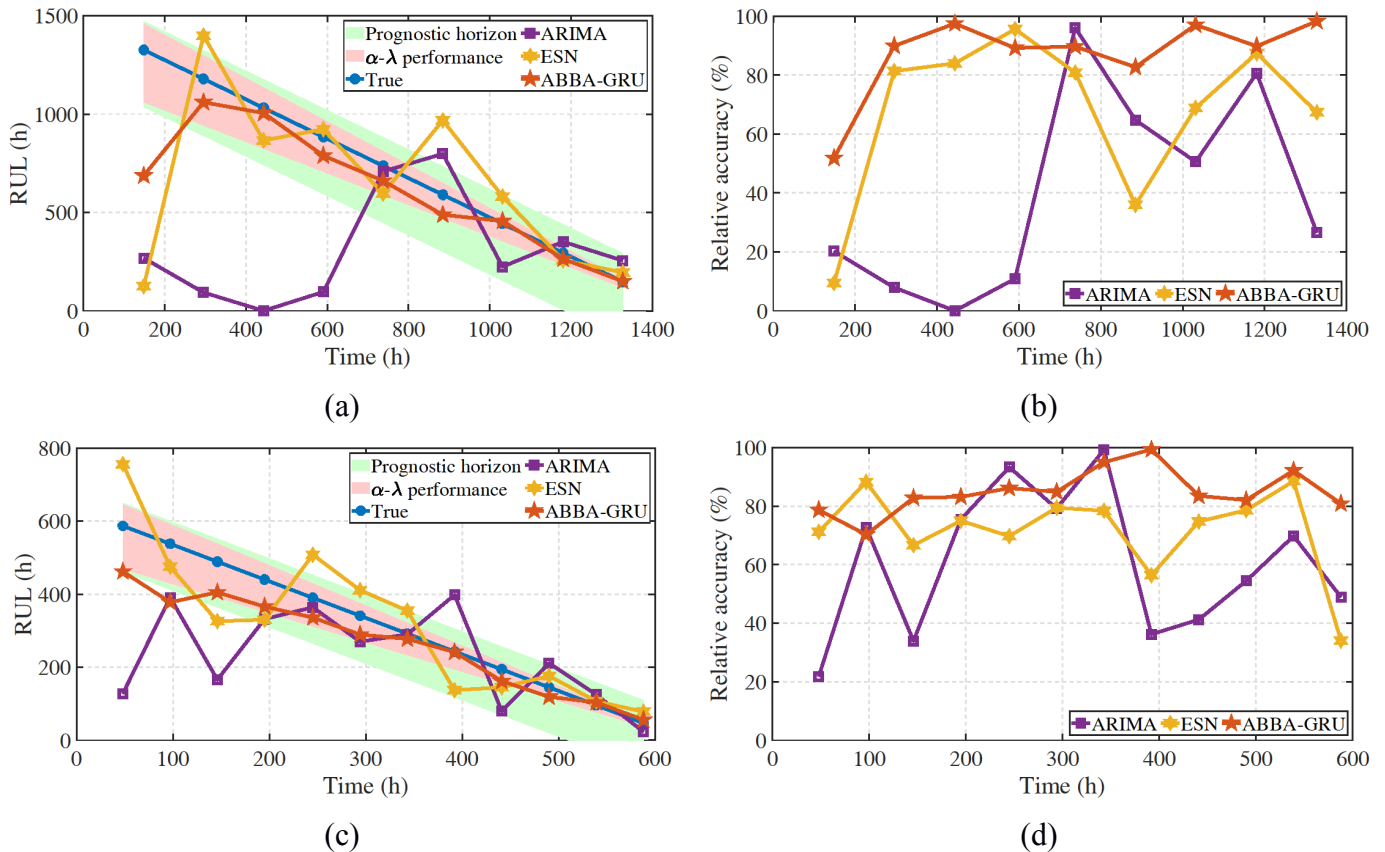 1500
1000
500
0
RUL (h)
Prognostic horizon
α-λ performance
True
ARIMA
ESN
ABBA-GRU
0 200 400 600 800 1000 1200 1400
Time (h)
(a)
100
80
60
40
20
0
Relative accuracy (%)
ARIMA ESN ABBA-GRU
0 200 400 600 800 1000 1200 1400
Time (h)
(b)
800
600
400
200
0
RUL (h)
Prognostic horizon
α-λ performance
True
ARIMA
ESN
ABBA-GRU
0 100 200 300 400 500 600
Time (h)
(c)
100
80
60
40
20
0
Relative accuracy (%)
ARIMA ESN ABBA-GRU
0 100 200 300 400 500 600
Time (h)
(d)